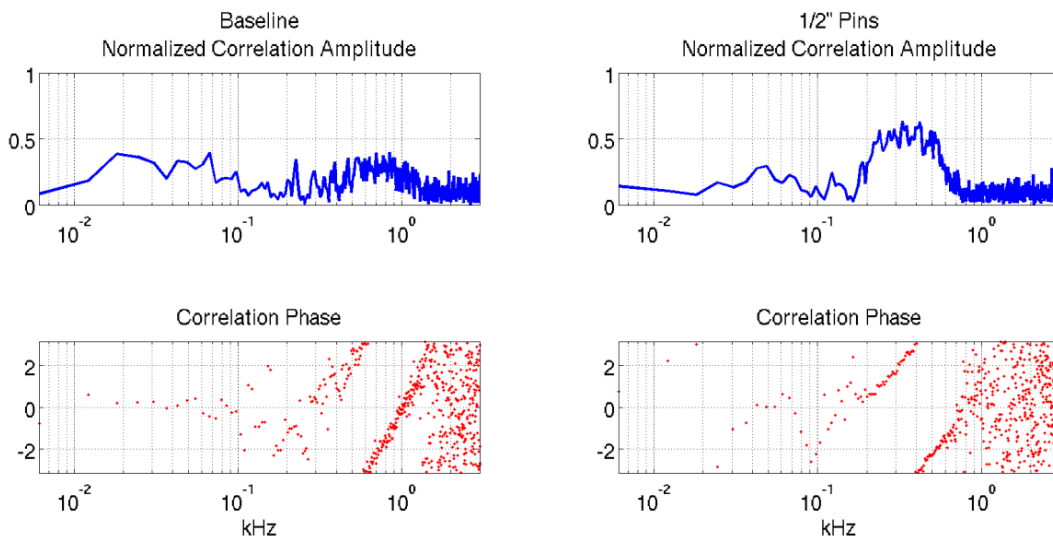 Baseline
Normalized Correlation Amplitude
1
0.5
0
10^-2 10^-1 10^0
1/2" Pins
Normalized Correlation Amplitude
1
0.5
0
10^-2 10^-1 10^0
Correlation Phase
2
0
-2
10^-2 10^-1 10^0
kHz
Correlation Phase
2
0
-2
10^-2 10^-1 10^0
kHz